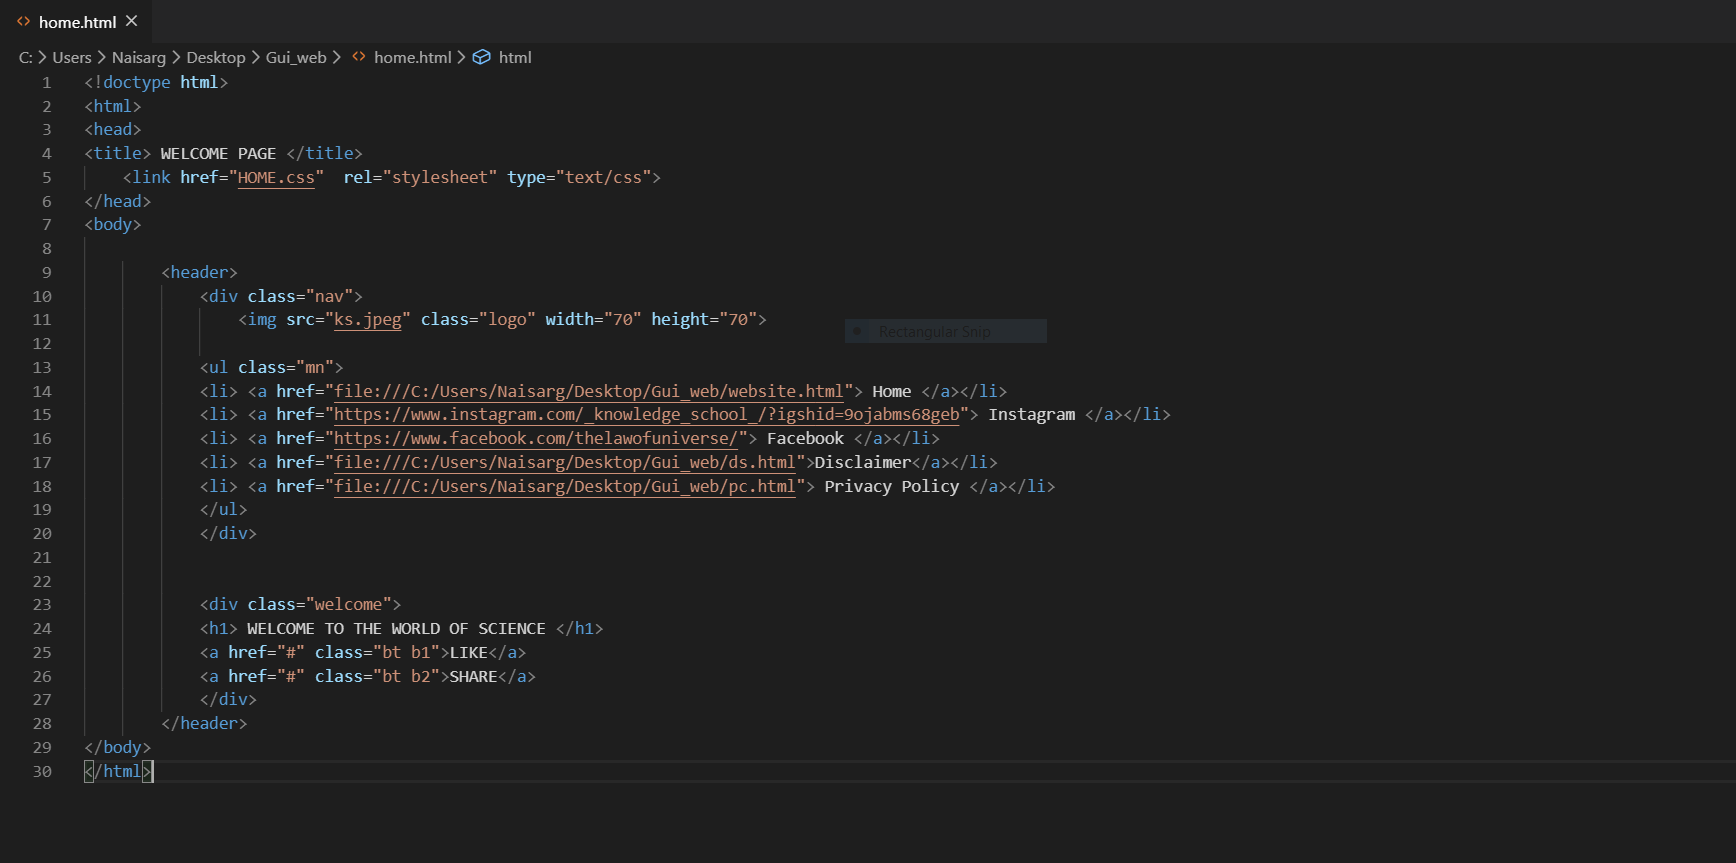 home.html
C: > Users > Naisarg > Desktop > Gui_web > home.html > html
1 <!doctype html>
2 <html>
3 <head>
4 <title> WELCOME PAGE </title>
5     <link href="HOME.css"  rel="stylesheet" type="text/css">
6 </head>
7 <body>
8
9         <header>
10             <div class="nav">
11                 <img src="ks.jpeg" class="logo" width="70" height="70">
Rectangular Snip
12
13             <ul class="mn">
14             <li> <a href="file:///C:/Users/Naisarg/Desktop/Gui_web/website.html"> Home </a></li>
15             <li> <a href="https://www.instagram.com/_knowledge_school_/?igshid=9ojabms68geb"> Instagram </a></li>
16             <li> <a href="https://www.facebook.com/thelawofuniverse/"> Facebook </a></li>
17             <li> <a href="file:///C:/Users/Naisarg/Desktop/Gui_web/ds.html">Disclaimer</a></li>
18             <li> <a href="file:///C:/Users/Naisarg/Desktop/Gui_web/pc.html"> Privacy Policy </a></li>
19             </ul>
20             </div>
21
22
23             <div class="welcome">
24             <h1> WELCOME TO THE WORLD OF SCIENCE </h1>
25             <a href="#" class="bt b1">LIKE</a>
26             <a href="#" class="bt b2">SHARE</a>
27             </div>
28         </header>
29 </body>
30 </html>